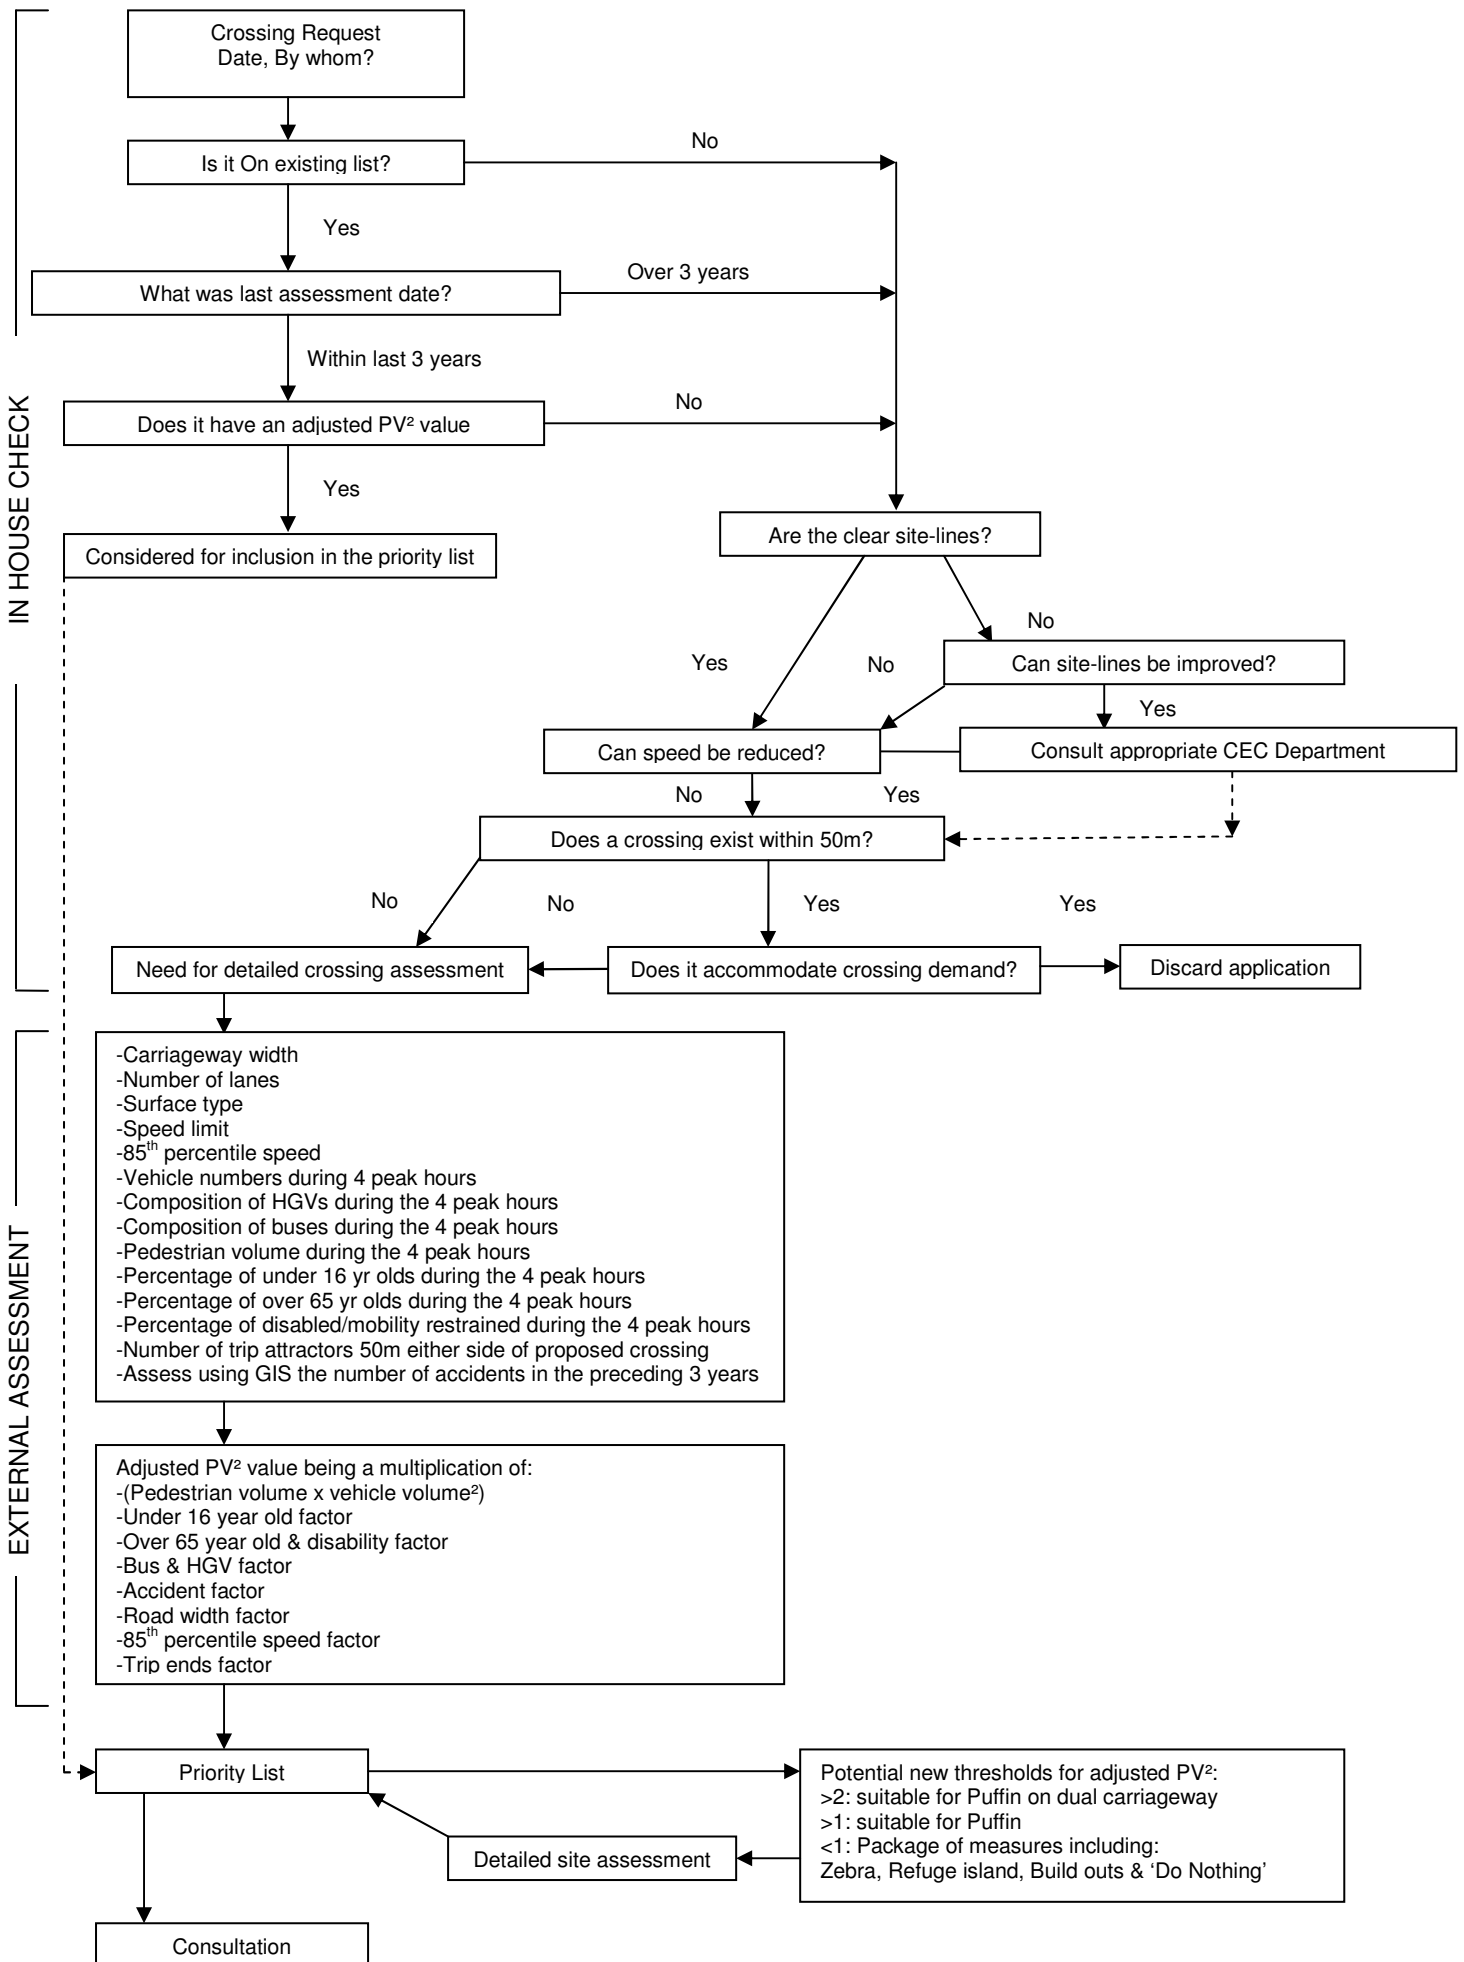 Crossing Request
Date, By whom?
No
Is it On existing list?
Yes
Over 3 years
What was last assessment date?
Within last 3 years
No
Does it have an adjusted PV² value
Yes
IN HOUSE CHECK
Are the clear site-lines?
Considered for inclusion in the priority list
No
Yes
No
Can site-lines be improved?
Yes
Can speed be reduced?
Consult appropriate CEC Department
No
Yes
Does a crossing exist within 50m?
No
No
Yes
Yes
Need for detailed crossing assessment
Does it accommodate crossing demand?
Discard application
EXTERNAL ASSESSMENT
-Carriageway width
-Number of lanes
-Surface type
-Speed limit
-85th percentile speed
-Vehicle numbers during 4 peak hours
-Composition of HGVs during the 4 peak hours
-Composition of buses during the 4 peak hours
-Pedestrian volume during the 4 peak hours
-Percentage of under 16 yr olds during the 4 peak hours
-Percentage of over 65 yr olds during the 4 peak hours
-Percentage of disabled/mobility restrained during the 4 peak hours
-Number of trip attractors 50m either side of proposed crossing
-Assess using GIS the number of accidents in the preceding 3 years
Adjusted PV² value being a multiplication of:
-(Pedestrian volume x vehicle volume²)
-Under 16 year old factor
-Over 65 year old & disability factor
-Bus & HGV factor
-Accident factor
-Road width factor
-85th percentile speed factor
-Trip ends factor
Priority List
Potential new thresholds for adjusted PV²:
>2: suitable for Puffin on dual carriageway
>1: suitable for Puffin
<1: Package of measures including:
Zebra, Refuge island, Build outs & ‘Do Nothing’
Detailed site assessment
Consultation